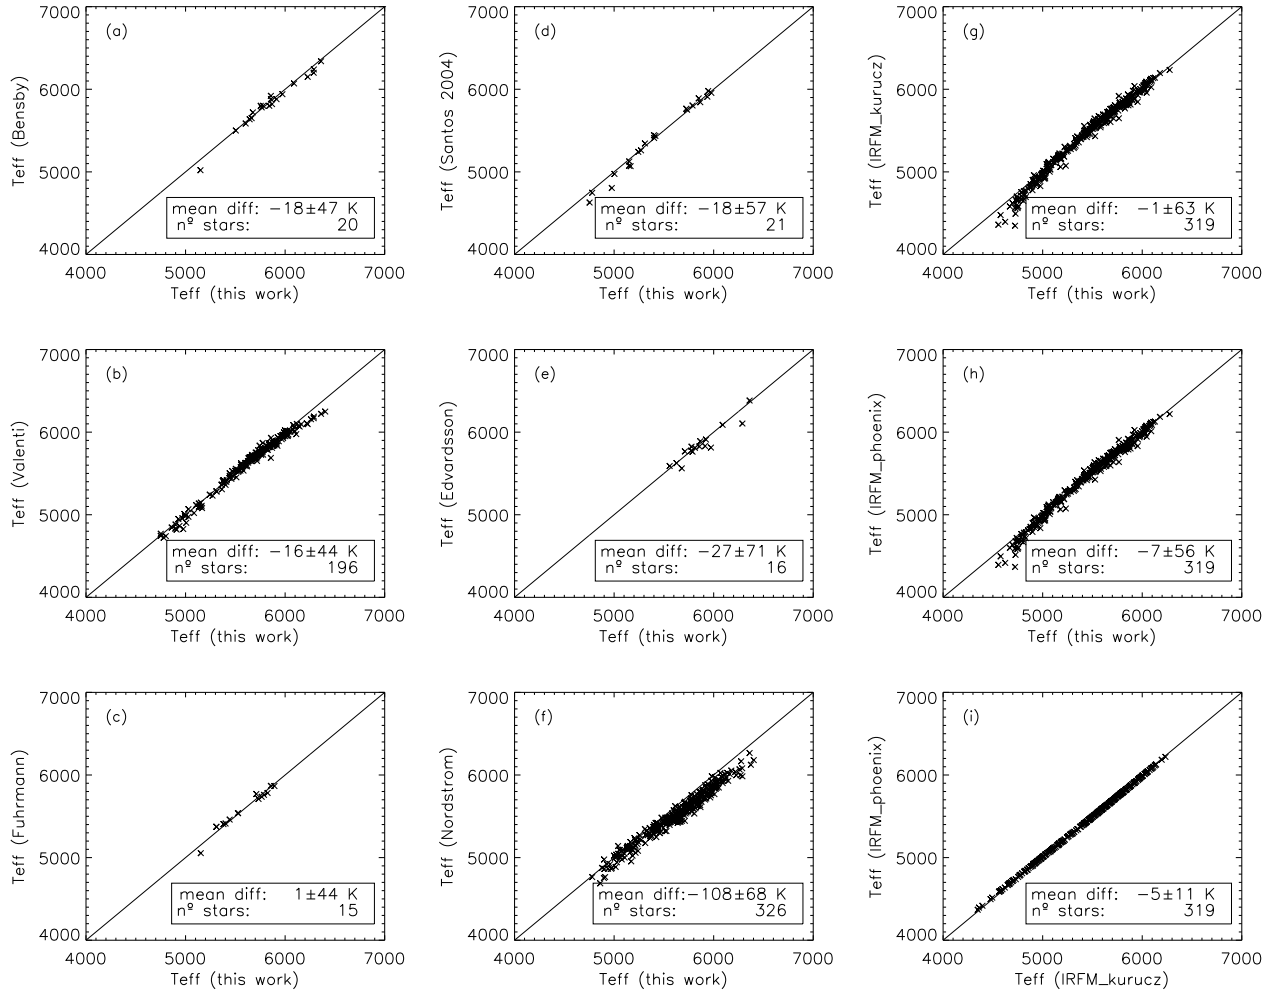 7000
6000
5000
4000
Teff (Bensby)
(a)
mean diff: −18±47 K
nº stars: 20
4000 5000 6000 7000
Teff (this work)
7000
6000
5000
4000
Teff (Santos 2004)
(d)
mean diff: −18±57 K
nº stars: 21
4000 5000 6000 7000
Teff (this work)
7000
6000
5000
4000
Teff (IRFM_kurucz)
(g)
mean diff: −1±63 K
nº stars: 319
4000 5000 6000 7000
Teff (this work)
7000
6000
5000
4000
Teff (Valenti)
(b)
mean diff: −16±44 K
nº stars: 196
4000 5000 6000 7000
Teff (this work)
7000
6000
5000
4000
Teff (Edvardsson)
(e)
mean diff: −27±71 K
nº stars: 16
4000 5000 6000 7000
Teff (this work)
7000
6000
5000
4000
Teff (IRFM_phoenix)
(h)
mean diff: −7±56 K
nº stars: 319
4000 5000 6000 7000
Teff (this work)
7000
6000
5000
4000
Teff (Fuhrmann)
(c)
mean diff: 1±44 K
nº stars: 15
4000 5000 6000 7000
Teff (this work)
7000
6000
5000
4000
Teff (Nordstrom)
(f)
mean diff:−108±68 K
nº stars: 326
4000 5000 6000 7000
Teff (this work)
7000
6000
5000
4000
Teff (IRFM_phoenix)
(i)
mean diff: −5±11 K
nº stars: 319
4000 5000 6000 7000
Teff (IRFM_kurucz)